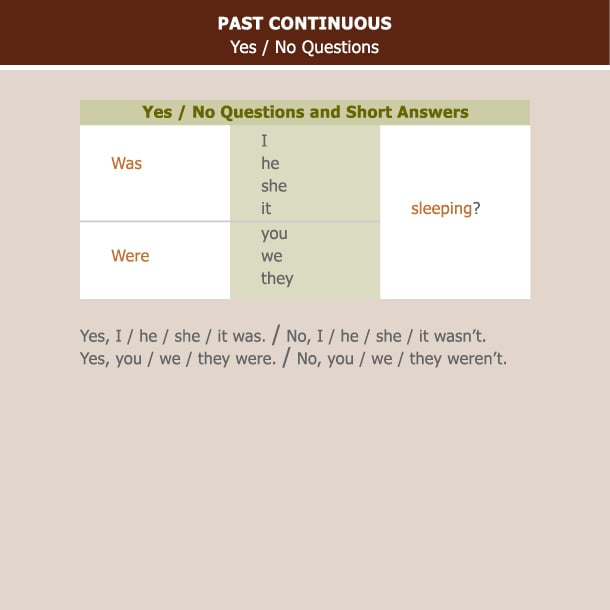 PAST CONTINUOUS
Yes / No Questions
Yes / No Questions and Short Answers
Was
I
he
she
it
sleeping?
Were
you
we
they
Yes, I / he / she / it was. / No, I / he / she / it wasn’t.
Yes, you / we / they were. / No, you / we / they weren’t.